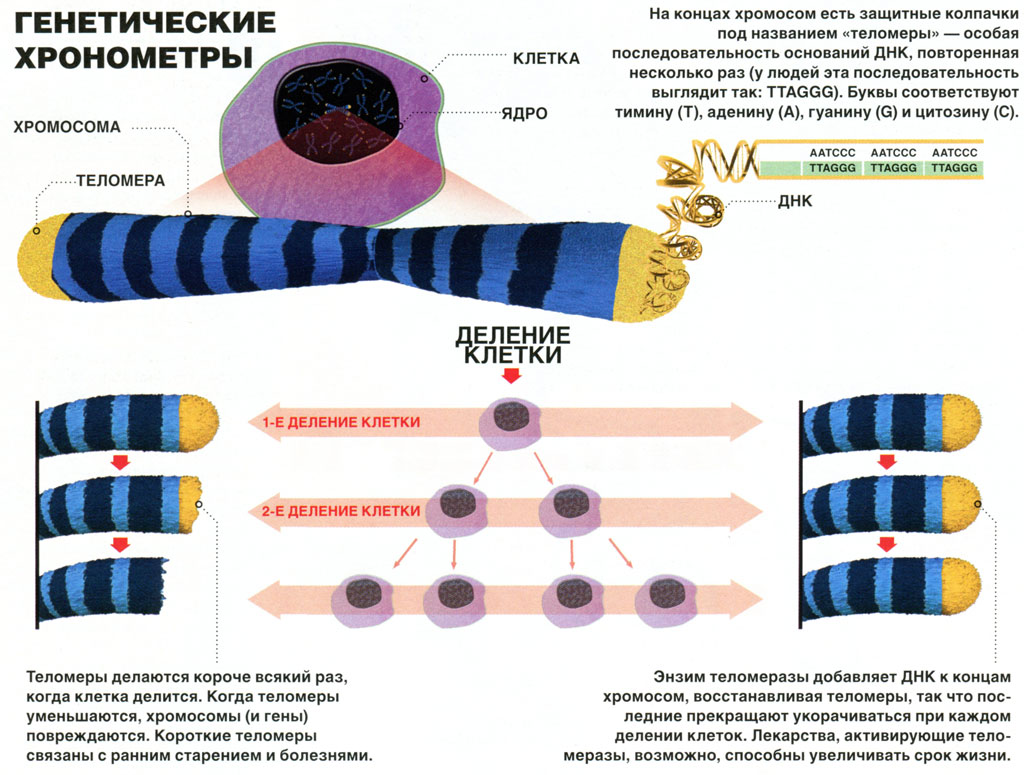 ГЕНЕТИЧЕСКИЕ
ХРОНОМЕТРЫ
На концах хромосом есть защитные колпачки
под названием «теломеры» — особая
последовательность оснований ДНК, повторенная
несколько раз (у людей эта последовательность
выглядит так: TTAGGG). Буквы соответствуют
тимину (T), аденину (A), гуанину (G) и цитозину (C).
КЛЕТКА
ЯДРО
ХРОМОСОМА
ТЕЛОМЕРА
AATCCC AATCCC AATCCC
TTAGGG TTAGGG TTAGGG
ДНК
ДЕЛЕНИЕ
КЛЕТКИ
1-Е ДЕЛЕНИЕ КЛЕТКИ
2-Е ДЕЛЕНИЕ КЛЕТКИ
Теломеры делаются короче всякий раз,
когда клетка делится. Когда теломеры
уменьшаются, хромосомы (и гены)
повреждаются. Короткие теломеры
связаны с ранним старением и болезнями.
Энзим теломеразы добавляет ДНК к концам
хромосом, восстанавливая теломеры, так что пос-
ледние прекращают укорачиваться при каждом
делении клеток. Лекарства, активирующие тело-
меразы, возможно, способны увеличивать срок жизни.